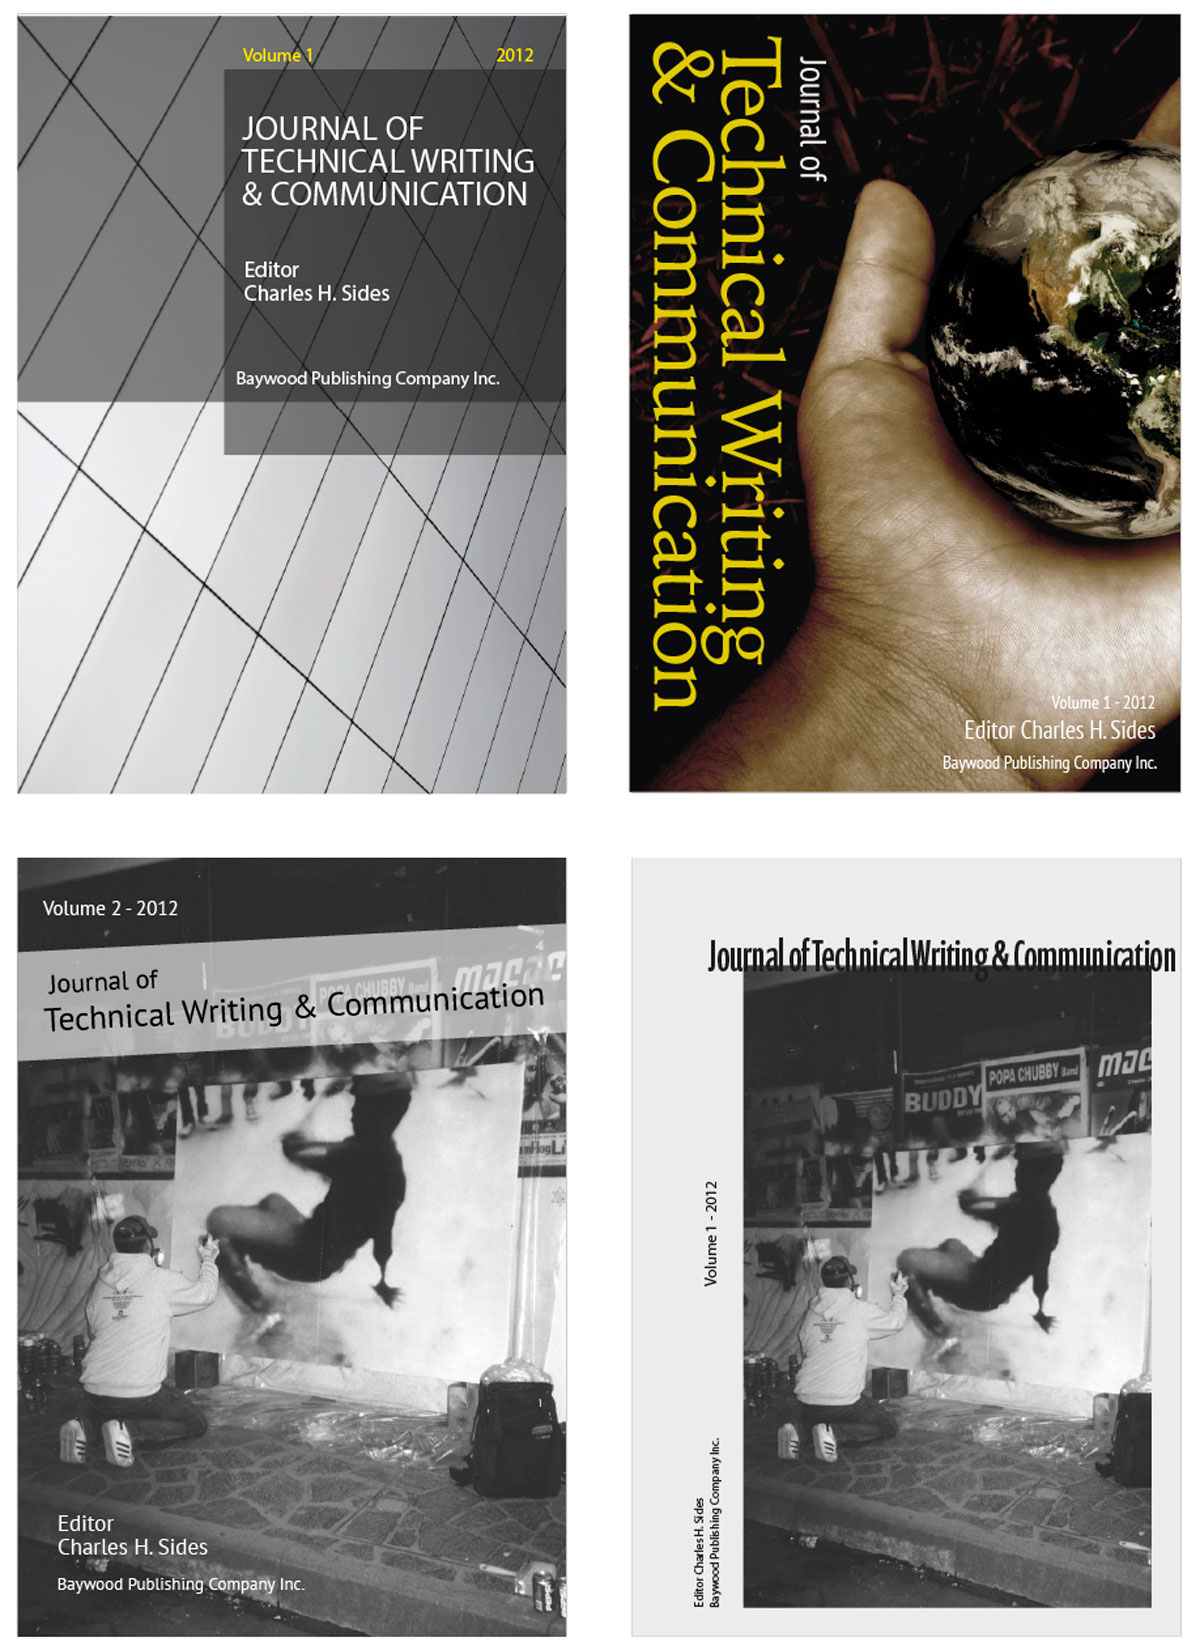 Volume 1 2012
JOURNAL OF
TECHNICAL WRITING
& COMMUNICATION
Editor
Charles H. Sides
Baywood Publishing Company Inc.
Journal of
Technical Writing
& Communication
Volume 1 - 2012
Editor Charles H. Sides
Baywood Publishing Company Inc.
Volume 2 - 2012
Journal of
Technical Writing & Communication
POPA CHUBBY Band
BUDDY
Editor
Charles H. Sides
Baywood Publishing Company Inc.
Journal of Technical Writing & Communication
POPA CHUBBY Band
BUDDY
Volume 1 - 2012
Editor Charles H. Sides
Baywood Publishing Company Inc.